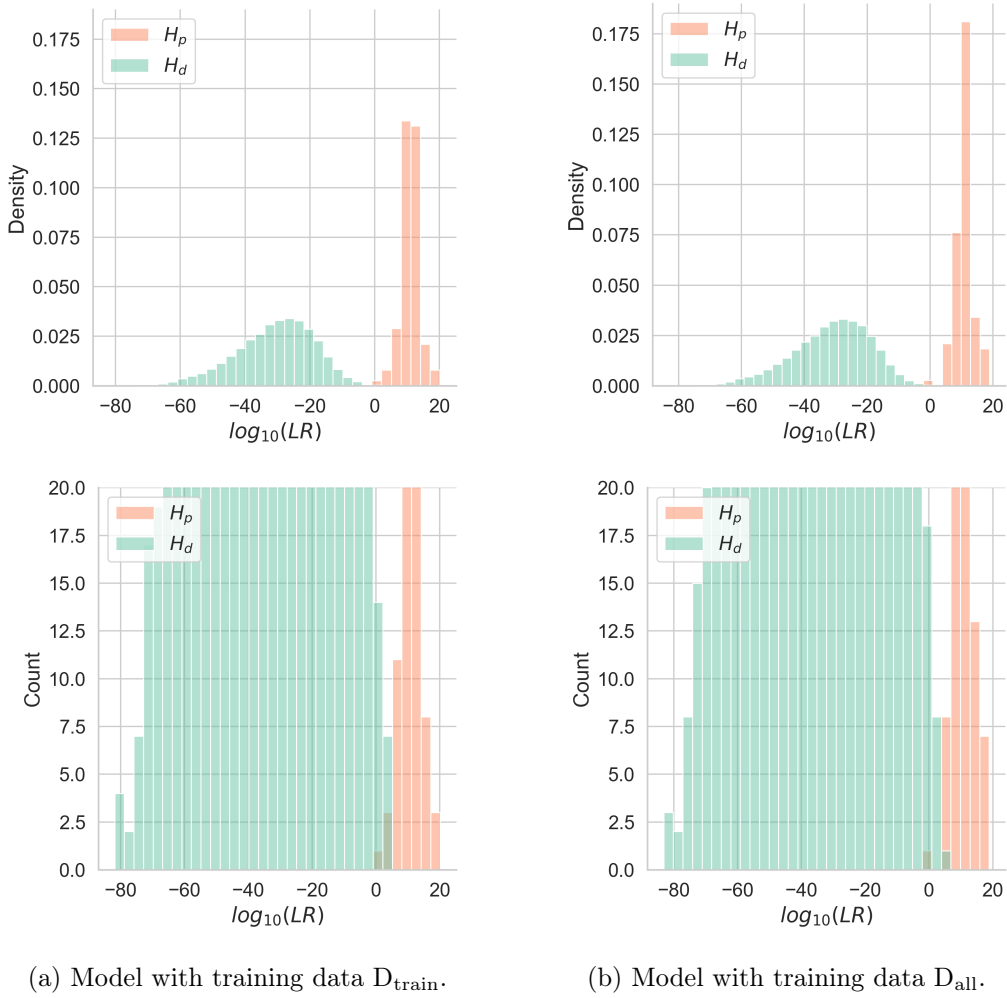 H_p
H_d
Density
0.175
0.150
0.125
0.100
0.075
0.050
0.025
0.000
−80 −60 −40 −20 0 20
log_10(LR)
H_p
H_d
Density
0.175
0.150
0.125
0.100
0.075
0.050
0.025
0.000
−80 −60 −40 −20 0 20
log_10(LR)
H_p
H_d
Count
20.0
17.5
15.0
12.5
10.0
7.5
5.0
2.5
0.0
−80 −60 −40 −20 0 20
log_10(LR)
H_p
H_d
Count
20.0
17.5
15.0
12.5
10.0
7.5
5.0
2.5
0.0
−80 −60 −40 −20 0 20
log_10(LR)
(a) Model with training data D_train.
(b) Model with training data D_all.